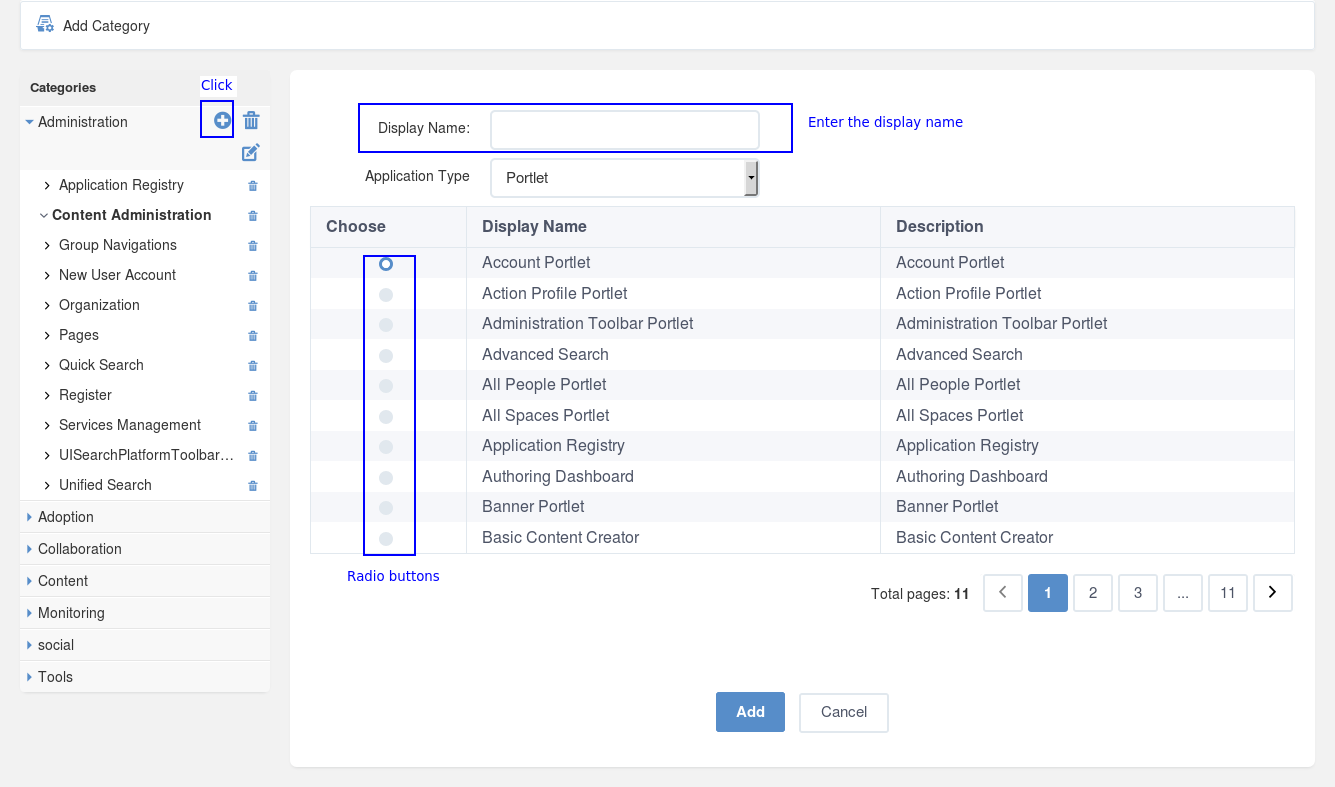 Add Category
Categories
Click
Administration
Application Registry
Content Administration
Group Navigations
New User Account
Organization
Pages
Quick Search
Register
Services Management
UISearchPlatformToolbar...
Unified Search
Adoption
Collaboration
Content
Monitoring
social
Tools
Display Name:
Enter the display name
Application Type Portlet
Choose Display Name Description
Account Portlet Account Portlet
Action Profile Portlet Action Profile Portlet
Administration Toolbar Portlet Administration Toolbar Portlet
Advanced Search Advanced Search
All People Portlet All People Portlet
All Spaces Portlet All Spaces Portlet
Application Registry Application Registry
Authoring Dashboard Authoring Dashboard
Banner Portlet Banner Portlet
Basic Content Creator Basic Content Creator
Radio buttons
Total pages: 11 1 2 3 ... 11
Add Cancel